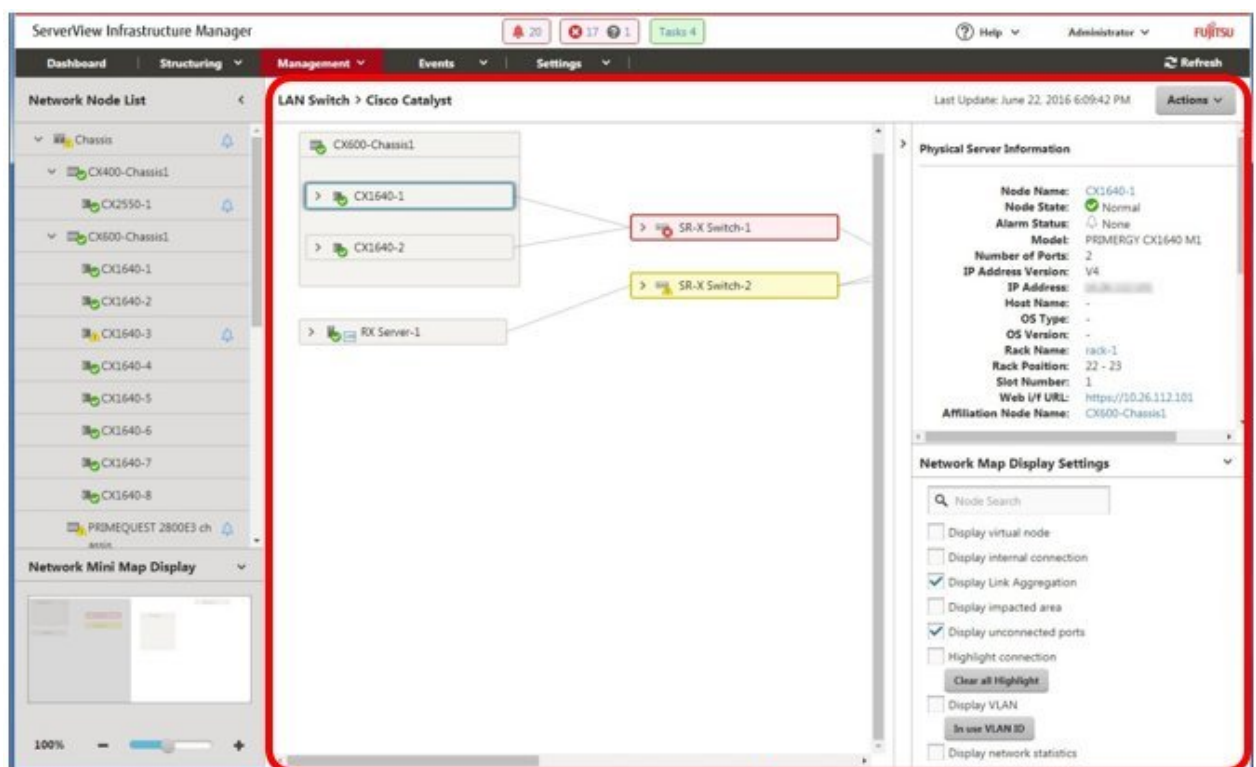 ServerView Infrastructure Manager
20
17
1
Tasks 4
Help
Administrator
FUJITSU
Dashboard
Structuring
Management
Events
Settings
Refresh
Network Node List
Chassis
CX400-Chassis1
CX2550-1
CX600-Chassis1
CX1640-1
CX1640-2
CX1640-3
CX1640-4
CX1640-5
CX1640-6
CX1640-7
CX1640-8
PRIMEQUEST 2800E3 ch
Network Mini Map Display
100%
LAN Switch > Cisco Catalyst
Last Update: June 22, 2016 6:09:42 PM
Actions
CX600-Chassis1
CX1640-1
CX1640-2
RX Server-1
SR-X Switch-1
SR-X Switch-2
Physical Server Information
Node Name: CX1640-1
Node State: Normal
Alarm Status: None
Model: PRIMERGY CX1640 M1
Number of Ports: 2
IP Address Version: V4
IP Address:
Host Name: -
OS Type: -
OS Version: -
Rack Name: rack-1
Rack Position: 22 - 23
Slot Number: 1
Web i/f URL: https://10.26.112.101
Affiliation Node Name: CX600-Chassis1
Network Map Display Settings
Node Search
Display virtual node
Display internal connection
Display Link Aggregation
Display impacted area
Display unconnected ports
Highlight connection
Clear all Highlight
Display VLAN
In use VLAN ID
Display network statistics